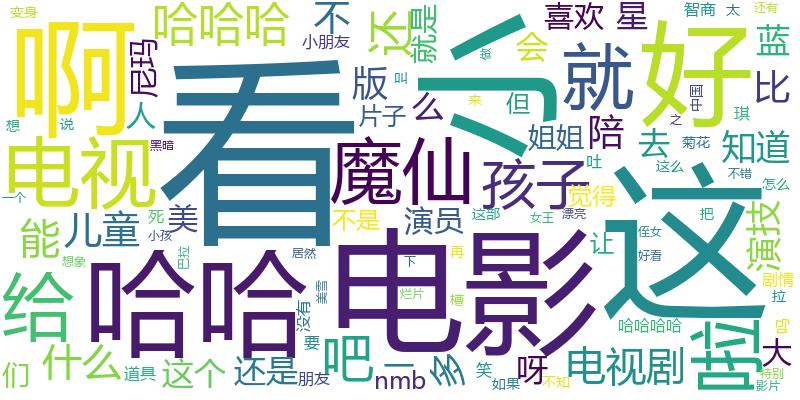 变身
哈哈哈
还
就是
不
小朋友
喜欢
星
智商
太
还有
啊
尼玛
版
会
做
就
好
蓝
比
中国
看
个
人
片子
么
但
叫
来
之
琪
想
说
黑暗
电视
魔仙
姐姐
陪
去
知道
孩子
吐
菊花
这么
不错
怎么
一个
能
儿童
死
美
小孩
不是
演员
这部
女王
漂亮
觉得
把
这
巴拉
居然
下
再
让
侄女
好看
演技
想象
哈哈
电影
给
美雪
没有
烂片
槽
剧情
拉
哈哈哈哈
啦
吗
们
什么
道具
这个
还是
要
朋友
吧
一
nmb
多
笑
如果
呀
不知
电视剧
大
特别
影片